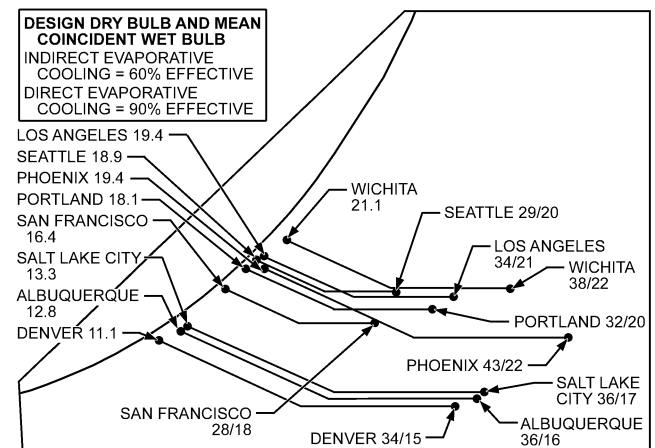 DESIGN DRY BULB AND MEAN
COINCIDENT WET BULB
INDIRECT EVAPORATIVE
COOLING = 60% EFFECTIVE
DIRECT EVAPORATIVE
COOLING = 90% EFFECTIVE
LOS ANGELES 19.4
SEATTLE 18.9
PHOENIX 19.4
PORTLAND 18.1
SAN FRANCISCO
16.4
SALT LAKE CITY
13.3
ALBUQUERQUE
12.8
DENVER 11.1
WICHITA
21.1
SEATTLE 29/20
LOS ANGELES
34/21
WICHITA
38/22
PORTLAND 32/20
PHOENIX 43/22
SALT LAKE
CITY 36/17
ALBUQUERQUE
36/16
SAN FRANCISCO
28/18
DENVER 34/15